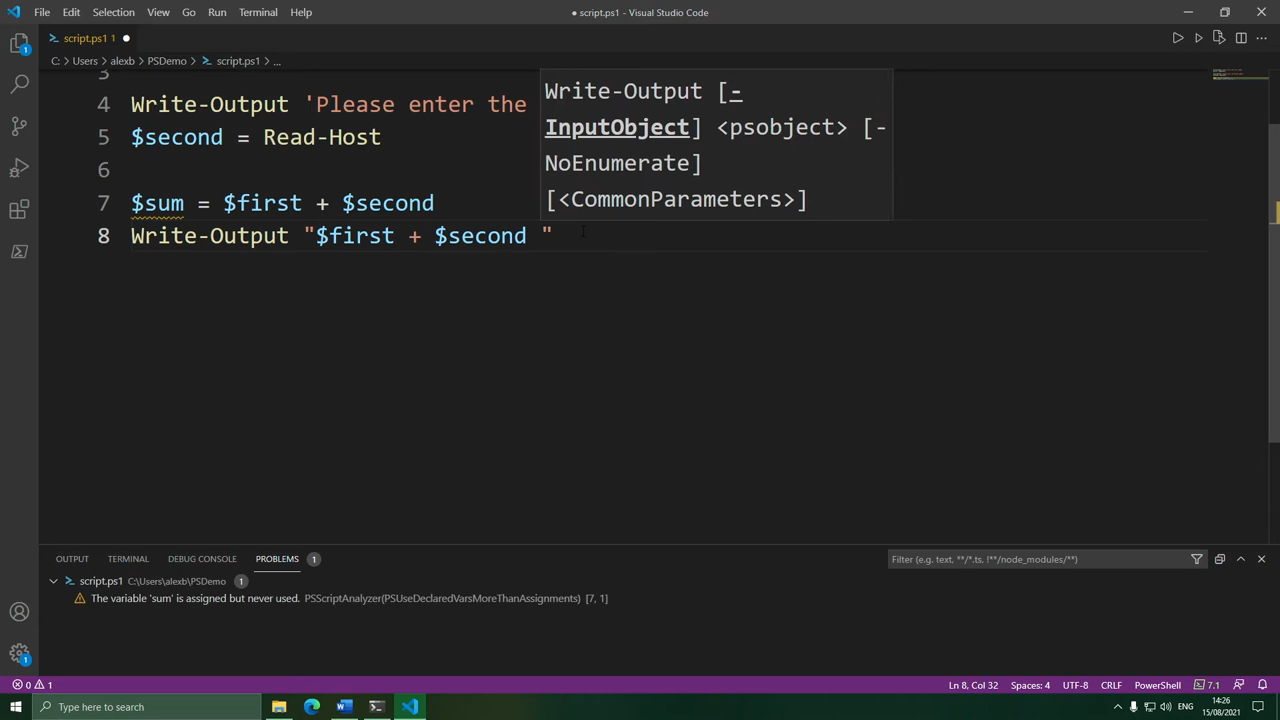 File Edit Selection View Go Run Terminal Help
● script.ps1 - Visual Studio Code
script.ps1 1 ●
C: > Users > alexb > PSDemo > script.ps1 > ...
3
4 Write-Output 'Please enter the
5 $second = Read-Host
6
7 $sum = $first + $second
8 Write-Output "$first + $second "
Write-Output [-
InputObject] <psobject> [-
NoEnumerate]
[<CommonParameters>]
OUTPUT TERMINAL DEBUG CONSOLE PROBLEMS 1
Filter (e.g. text, **/*.ts, !**/node_modules/**)
script.ps1 C:\Users\alexb\PSDemo 1
The variable 'sum' is assigned but never used. PSScriptAnalyzer(PSUseDeclaredVarsMoreThanAssignments) [7, 1]
1
1
0 1
Ln 8, Col 32 Spaces: 4 UTF-8 CRLF PowerShell 7.1
Type here to search
ENG
14:26
15/08/2021